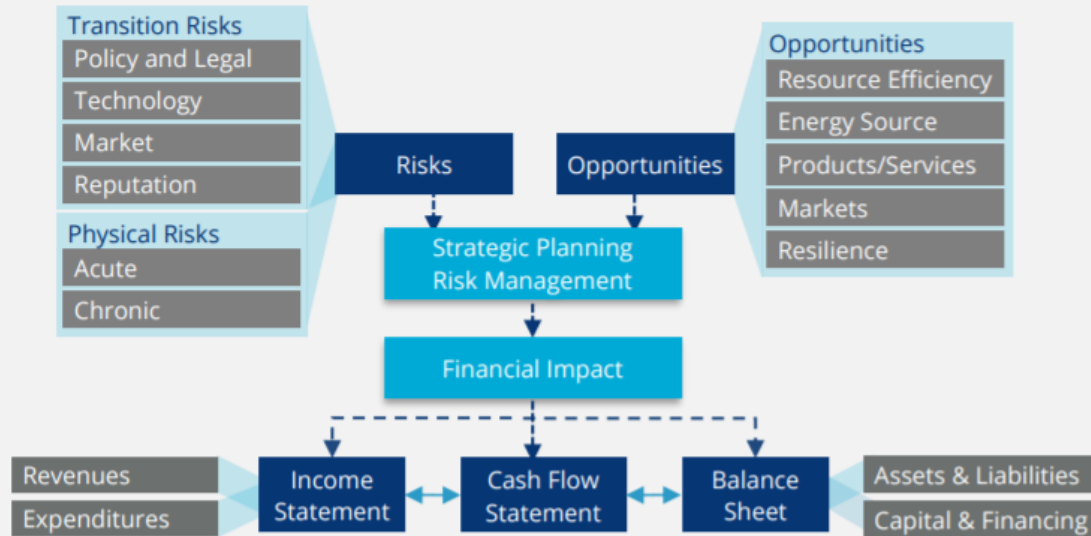 Transition Risks
Policy and Legal
Technology
Market
Reputation
Physical Risks
Acute
Chronic
Risks
Opportunities
Opportunities
Resource Efficiency
Energy Source
Products/Services
Markets
Resilience
Strategic Planning
Risk Management
Financial Impact
Revenues
Expenditures
Income
Statement
Cash Flow
Statement
Balance
Sheet
Assets & Liabilities
Capital & Financing